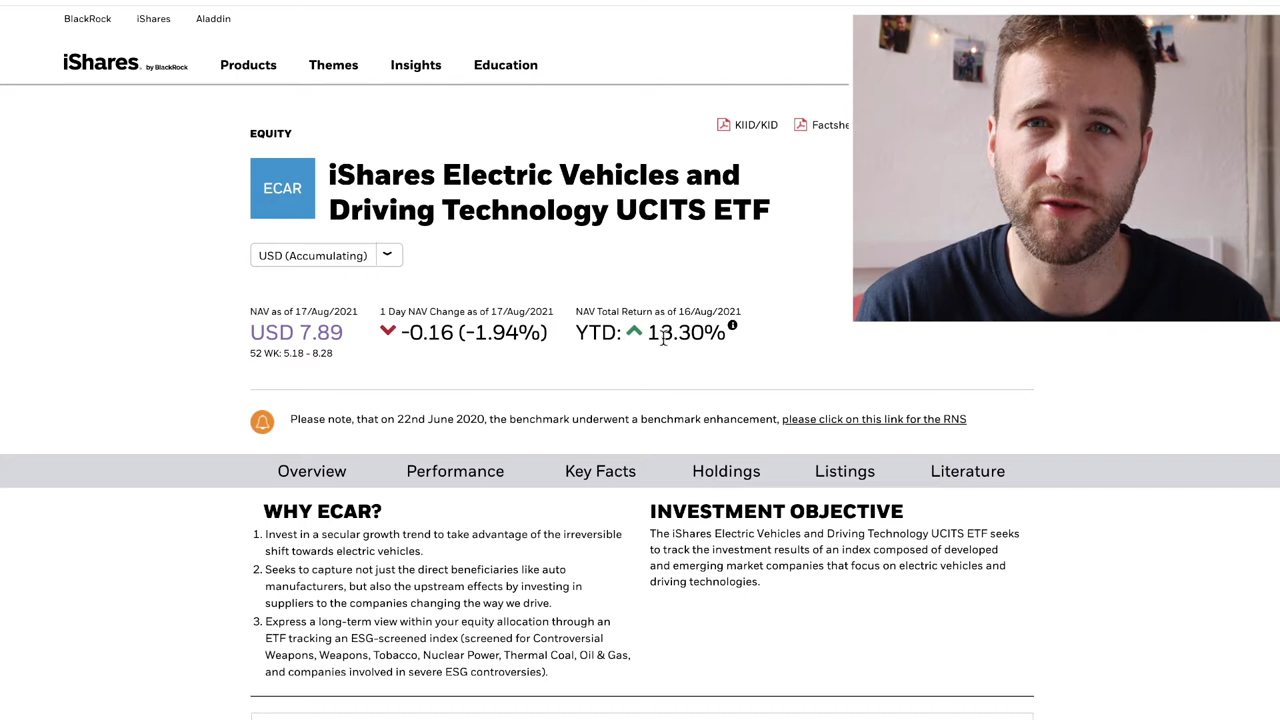 BlackRock iShares Aladdin
iShares. by BlackRock Products Themes Insights Education
KIID/KID
EQUITY
ECAR
iShares Electric Vehicles and
Driving Technology UCITS ETF
USD (Accumulating)
NAV as of 17/Aug/2021 1 Day NAV Change as of 17/Aug/2021 NAV Total Return as of 16/Aug/2021
USD 7.89 -0.16 (-1.94%) YTD: 13.30%
52 WK: 5.18 - 8.28
Please note, that on 22nd June 2020, the benchmark underwent a benchmark enhancement, please click on this link for the RNS
Overview Performance Key Facts Holdings Listings Literature
WHY ECAR?
1. Invest in a secular growth trend to take advantage of the irreversible
shift towards electric vehicles.
2. Seeks to capture not just the direct beneficiaries like auto
manufacturers, but also the upstream effects by investing in
suppliers to the companies changing the way we drive.
3. Express a long-term view within your equity allocation through an
ETF tracking an ESG-screened index (screened for Controversial
Weapons, Weapons, Tobacco, Nuclear Power, Thermal Coal, Oil & Gas,
and companies involved in severe ESG controversies).
INVESTMENT OBJECTIVE
The iShares Electric Vehicles and Driving Technology UCITS ETF seeks
to track the investment results of an index composed of developed
and emerging market companies that focus on electric vehicles and
driving technologies.